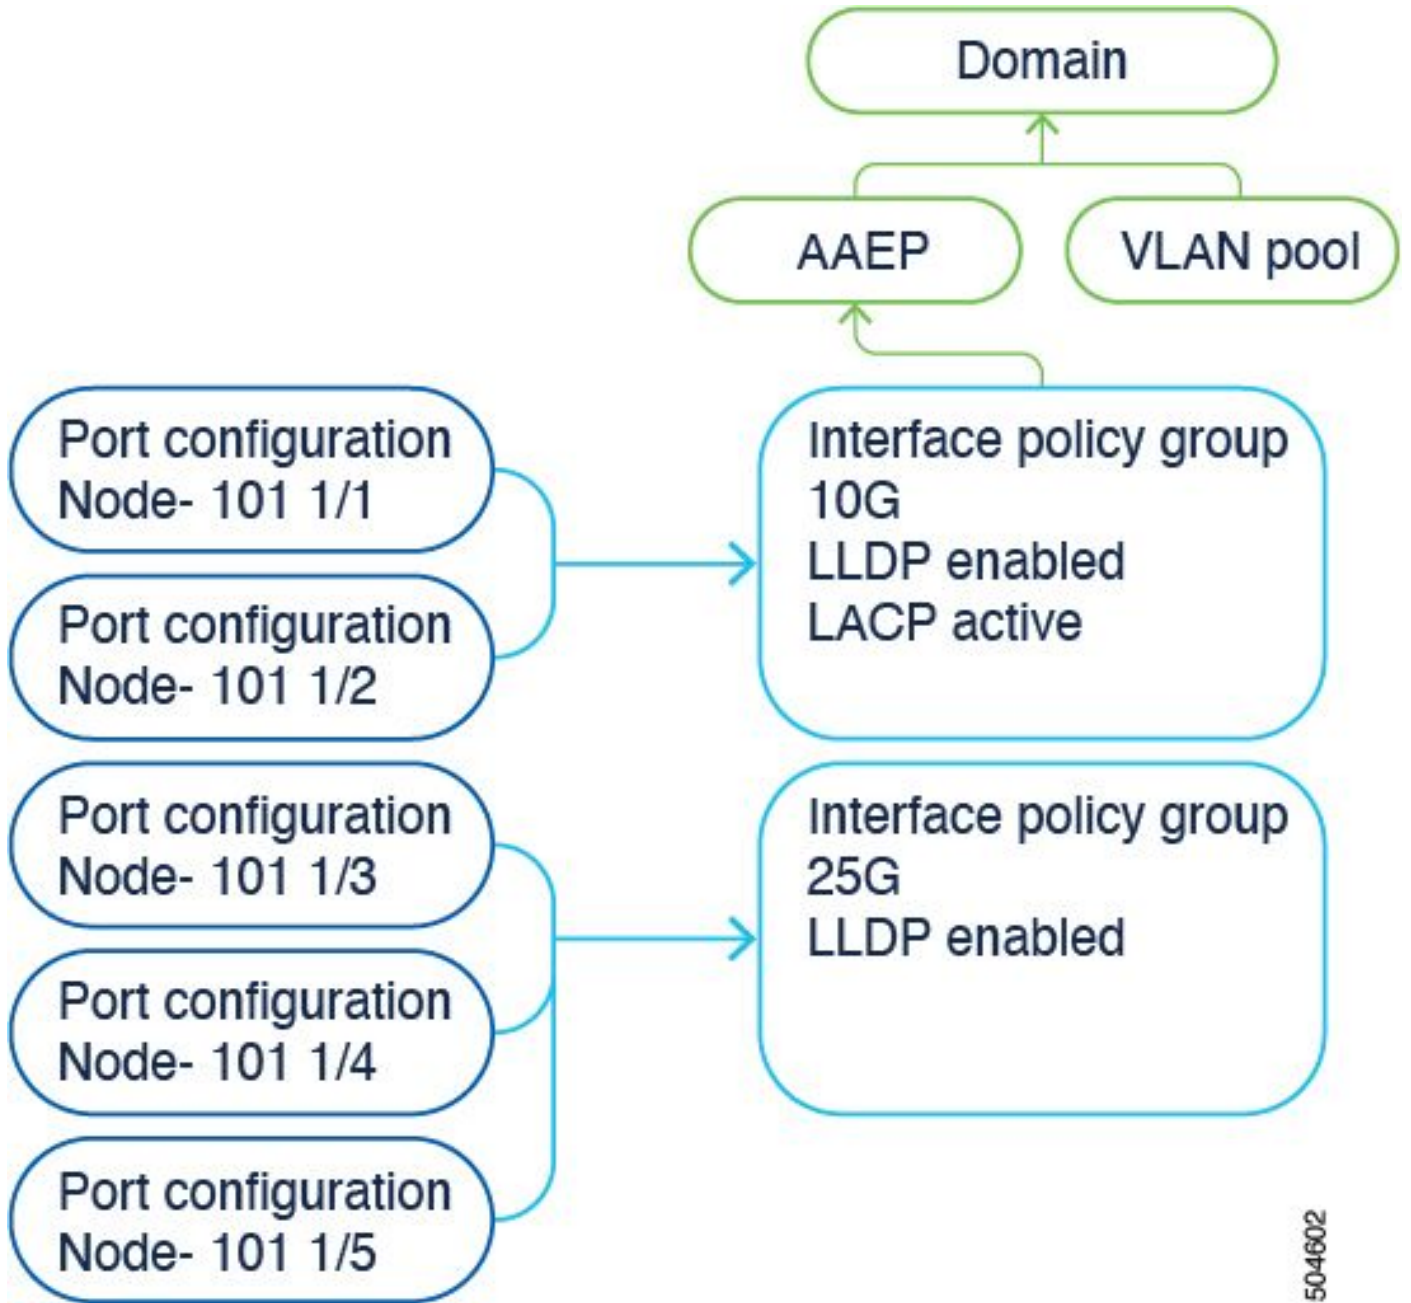 Domain
AAEP
VLAN pool
Port configuration
Node- 101 1/1
Port configuration
Node- 101 1/2
Interface policy group
10G
LLDP enabled
LACP active
Port configuration
Node- 101 1/3
Port configuration
Node- 101 1/4
Port configuration
Node- 101 1/5
Interface policy group
25G
LLDP enabled
504602